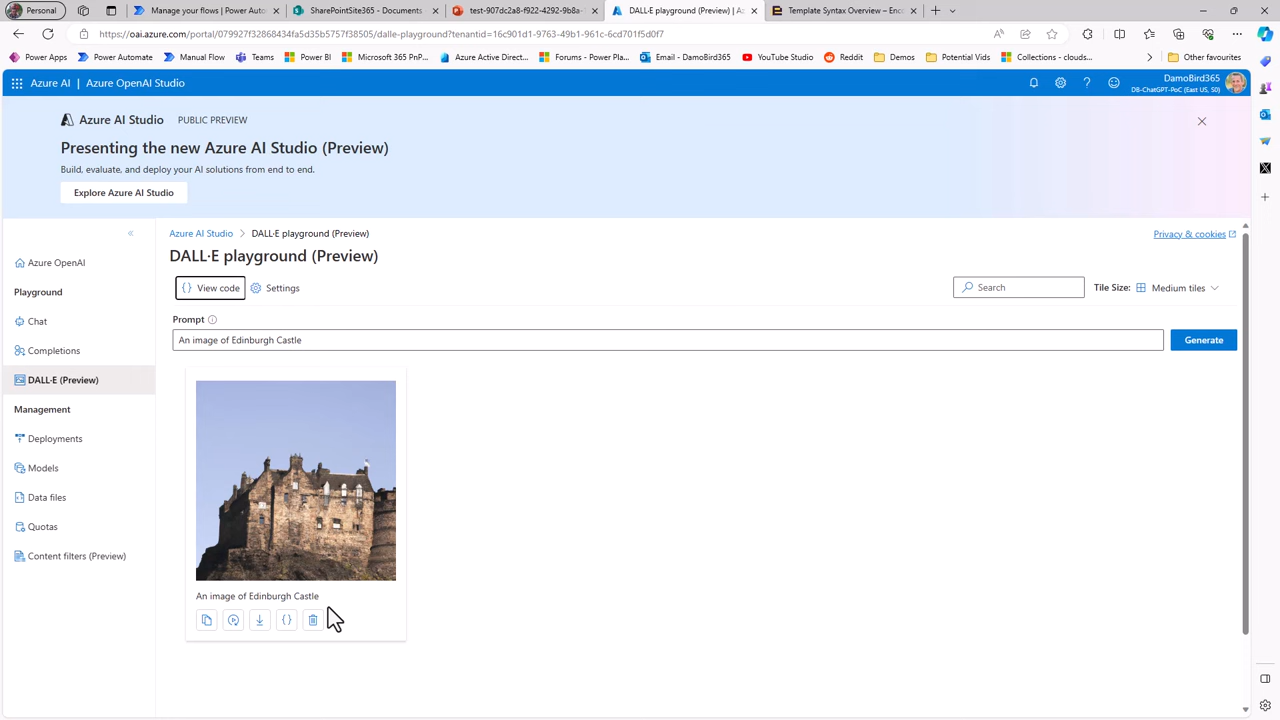 Personal
Manage your flows | Power Auto
SharePointSite365 - Documents
test-907dc2a8-f922-4292-9b8a-
DALL·E playground (Preview) | Az
Template Syntax Overview – Enco
https://oai.azure.com/portal/079927f32868434fa5d35b5757f38505/dalle-playground?tenantid=16c901d1-9763-49b1-961c-6cd701f5d0f7
Power Apps
Power Automate
Manual Flow
Teams
Power BI
Microsoft 365 PnP...
Azure Active Direc...
Forums - Power Pla...
Email - DamoBird365
YouTube Studio
Reddit
Demos
Potential Vids
Collections - clouds...
Other favourites
Azure AI | Azure OpenAI Studio
DamoBird365
DB-ChatGPT-PoC (East US, S0)
Azure AI Studio PUBLIC PREVIEW
Presenting the new Azure AI Studio (Preview)
Build, evaluate, and deploy your AI solutions from end to end.
Explore Azure AI Studio
Azure AI Studio > DALL·E playground (Preview)
Privacy & cookies
DALL·E playground (Preview)
View code
Settings
Search
Tile Size: Medium tiles
Prompt
An image of Edinburgh Castle
Generate
Azure OpenAI
Playground
Chat
Completions
DALL·E (Preview)
Management
Deployments
Models
Data files
Quotas
Content filters (Preview)
An image of Edinburgh Castle